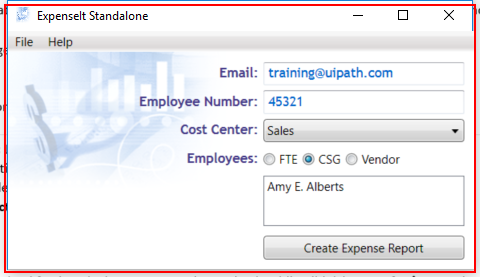 ExpenseIt Standalone
File Help
Email: training@uipath.com
Employee Number: 45321
Cost Center: Sales
Employees: FTE CSG Vendor
Amy E. Alberts
Create Expense Report